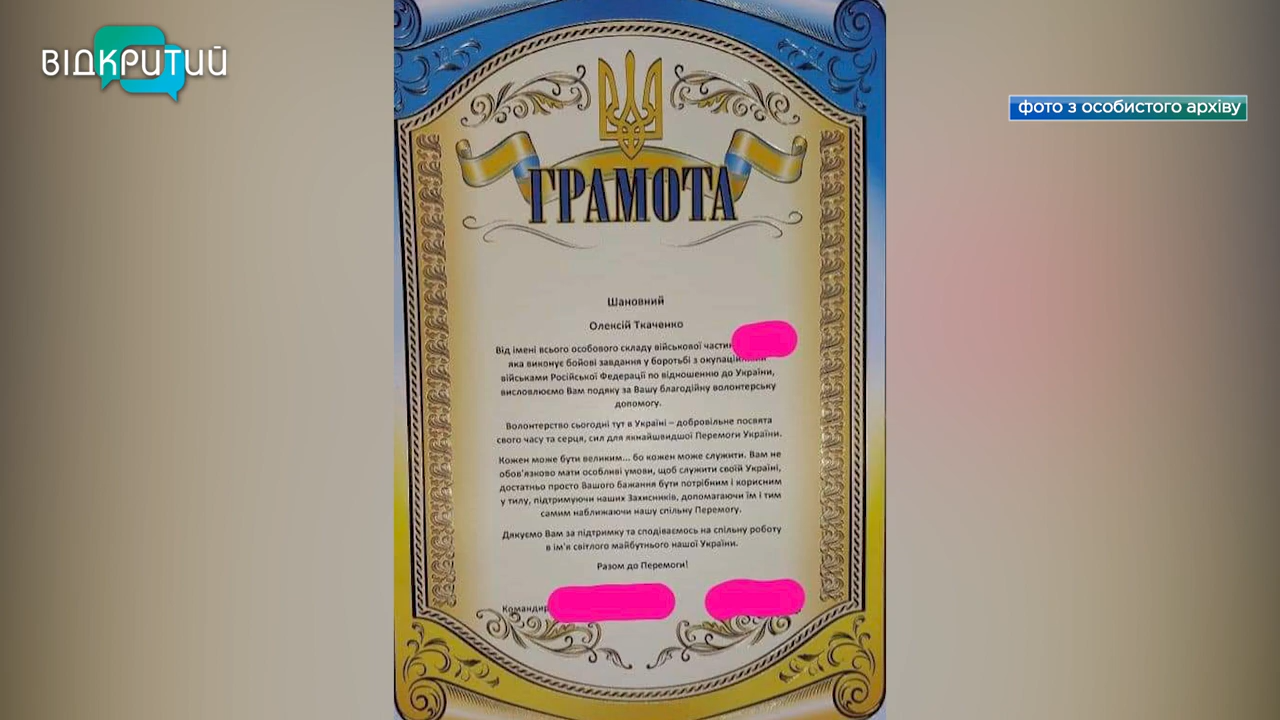 ВІДКРИТИЙ
фото з особистого архіву
ГРАМОТА
Шановний
Олексій Ткаченко
Від імені всього особового складу військової частин
яка виконує бойові завдання у боротьбі з окупаційними
військами Російської Федерації по відношенню до України,
висловлюємо Вам подяку за Вашу благодійну волонтерську
допомогу.
Волонтерство сьогодні тут в Україні – добровільне посвята
свого часу та серця, сил для якнайшвидшої Перемоги України.
Кожен може бути великим... бо кожен може служити. Вам не
обов'язково мати особливі умови, щоб служити своїй Україні,
достатньо просто Вашого бажання бути потрібним і корисним
у тилу, підтримуючи наших Захисників, допомагаючи їм і тим
самим наближаючи нашу спільну Перемогу.
Дякуємо Вам за підтримку та сподіваємось на спільну роботу
в ім'я світлого майбутнього нашої України.
Разом до Перемоги!
Командир